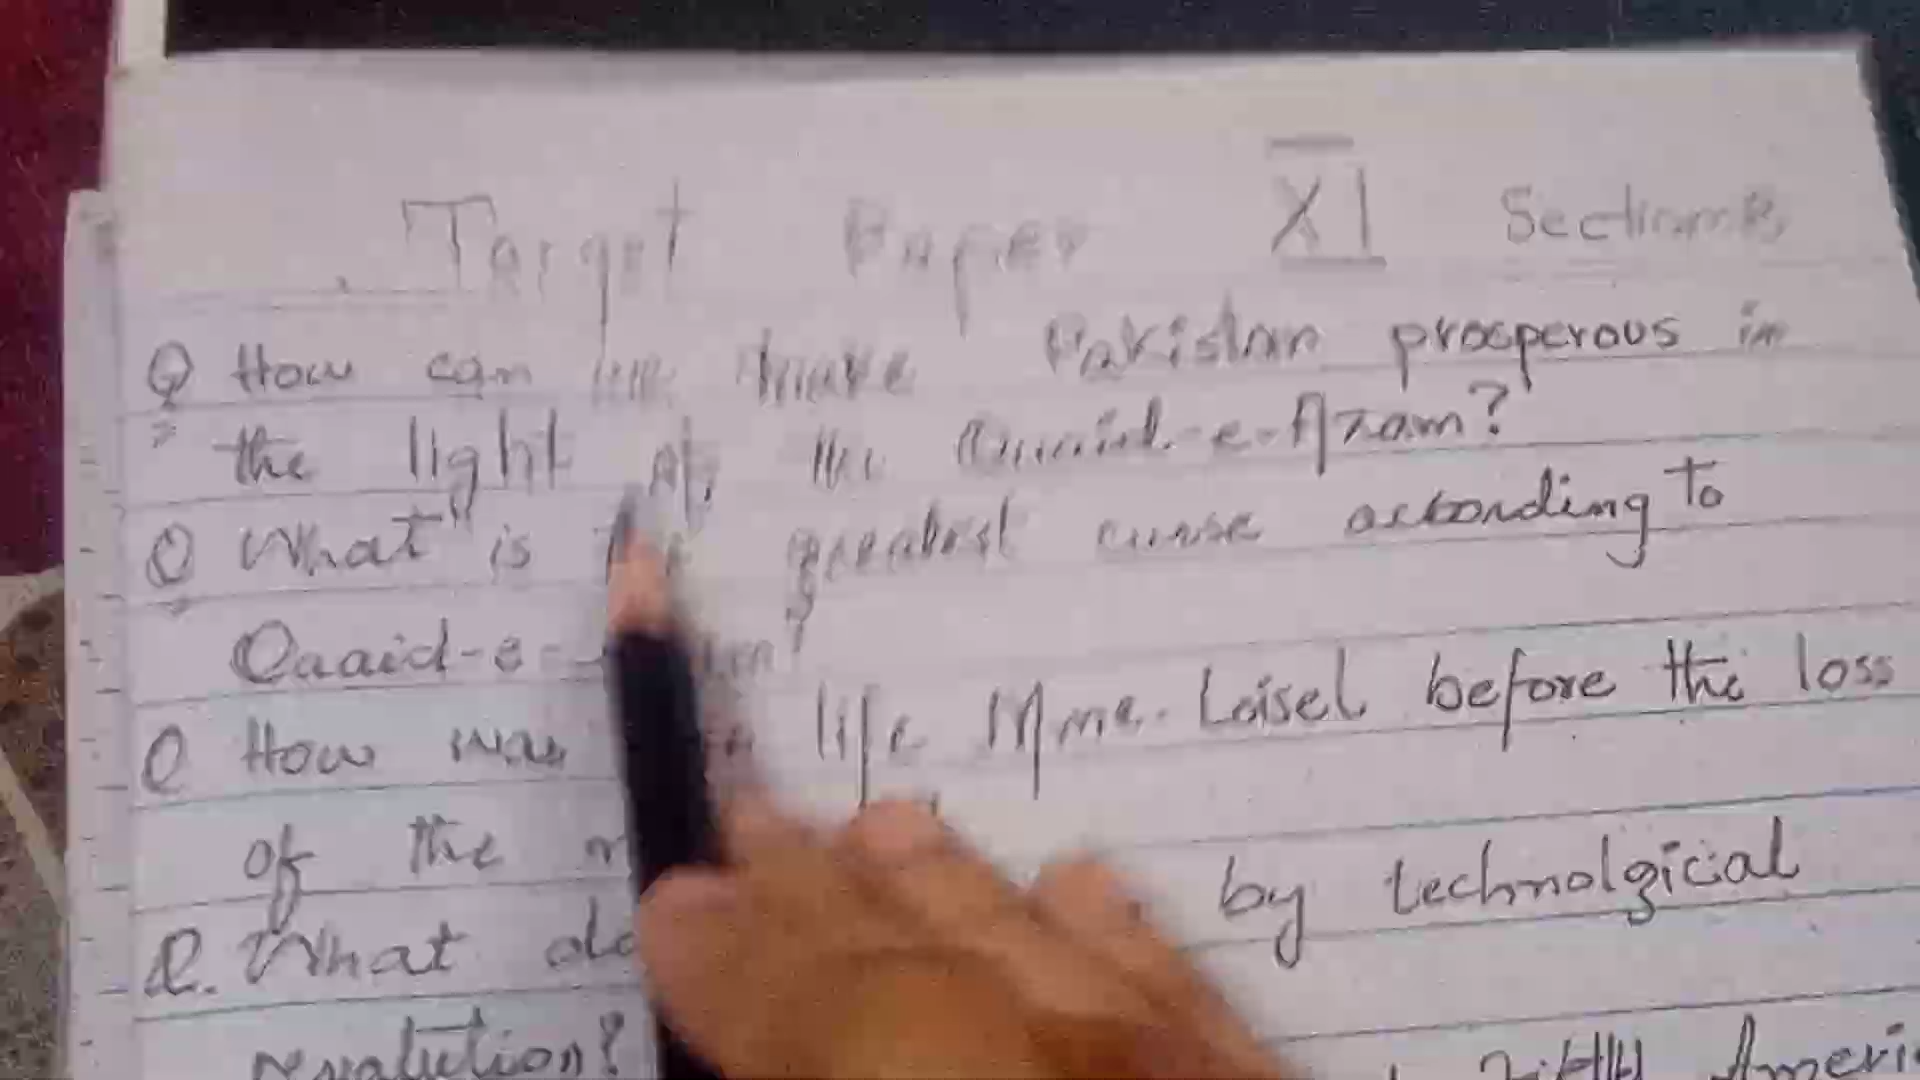 Target Paper XI Section B
Q How can we make Pakistan prosperous in
the light of the Quaid-e-Azam?
Q What is the greatest curse according to
Quaid-e-
Q How was life Mme. Loisel before the loss
of the
Q. What by technolgical
revolution? Ameri